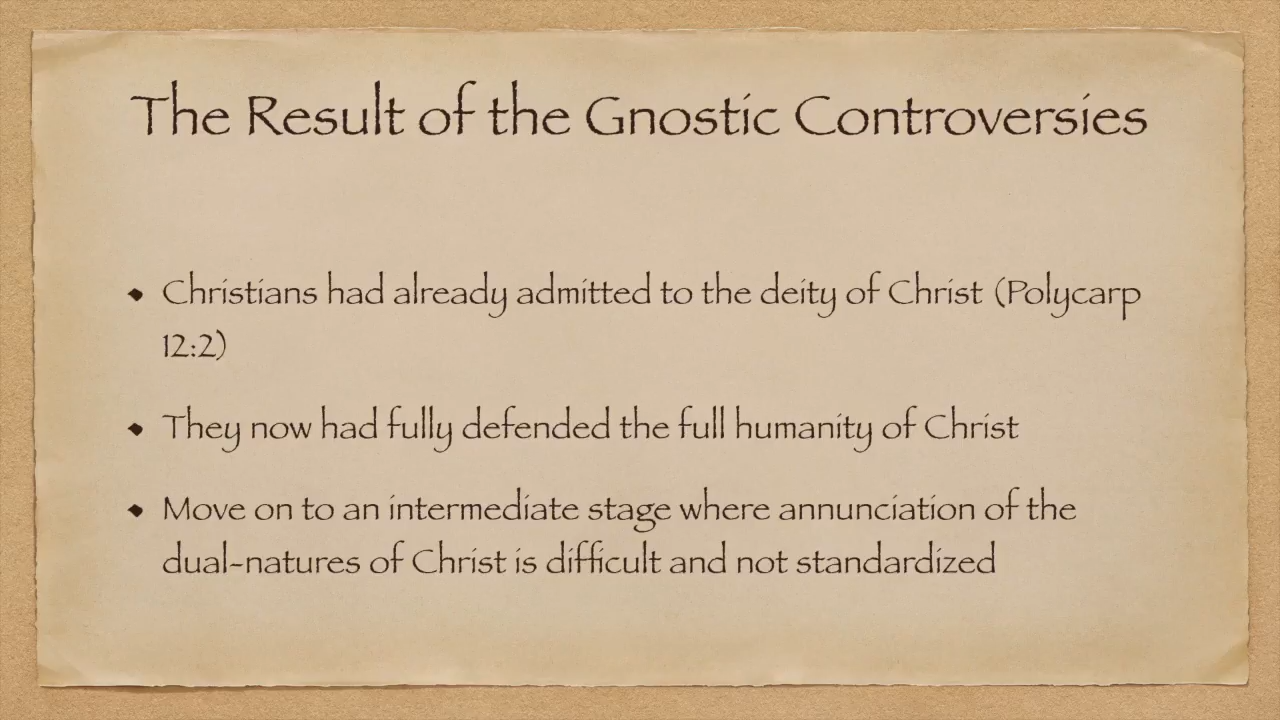 The Result of the Gnostic Controversies
• Christians had already admitted to the deity of Christ (Polycarp
12:2)
• They now had fully defended the full humanity of Christ
• Move on to an intermediate stage where annunciation of the
dual-natures of Christ is difficult and not standardized